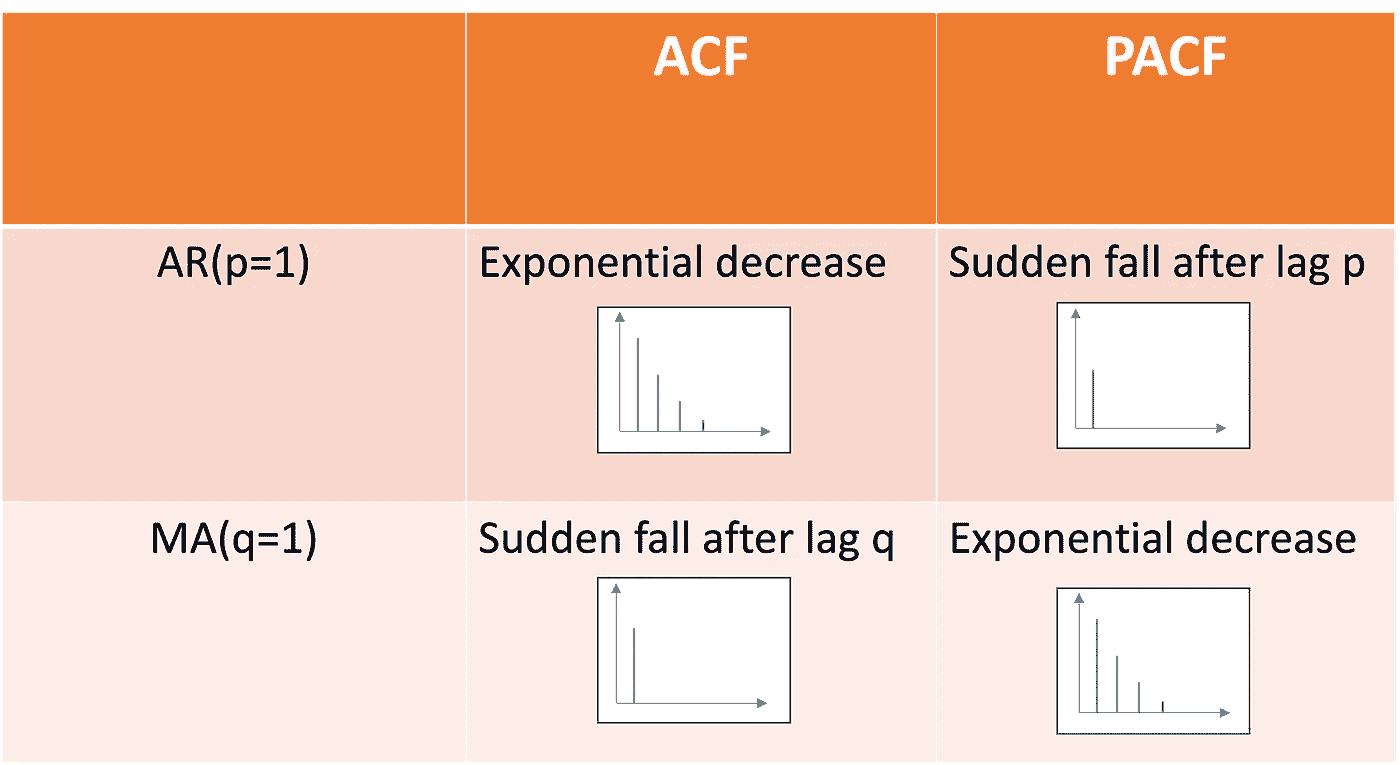 ACF
PACF
AR(p=1)
Exponential decrease
Sudden fall after lag p
MA(q=1)
Sudden fall after lag q
Exponential decrease